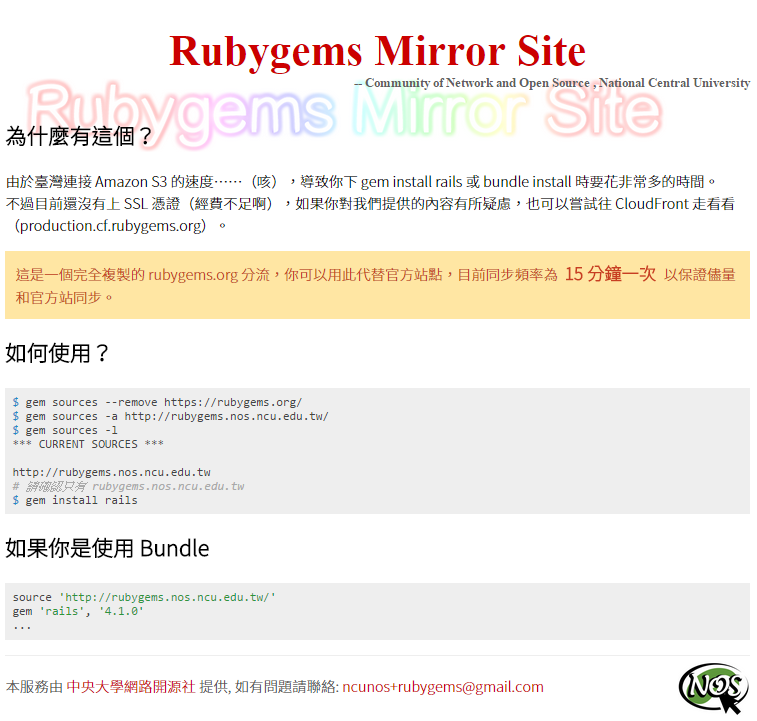 Rubygems Mirror Site
-- Community of Network and Open Source , National Central University
Rubygems Mirror Site
為什麼有這個？
由於臺灣連接 Amazon S3 的速度⋯⋯（咳），導致你下 gem install rails 或 bundle install 時要花非常多的時間。
不過目前還沒有上 SSL 憑證（經費不足啊），如果你對我們提供的內容有所疑慮，也可以嘗試往 CloudFront 走看看
（production.cf.rubygems.org）。
這是一個完全複製的 rubygems.org 分流，你可以用此代替官方站點，目前同步頻率為 15 分鐘一次 以保證儘量
和官方站同步。
如何使用？
$ gem sources --remove https://rubygems.org/
$ gem sources -a http://rubygems.nos.ncu.edu.tw/
$ gem sources -l
*** CURRENT SOURCES ***
http://rubygems.nos.ncu.edu.tw
# 請確認只有 rubygems.nos.ncu.edu.tw
$ gem install rails
如果你是使用 Bundle
source 'http://rubygems.nos.ncu.edu.tw/'
gem 'rails', '4.1.0'
...
本服務由 中央大學網路開源社 提供, 如有問題請聯絡: ncunos+rubygems@gmail.com
NOS